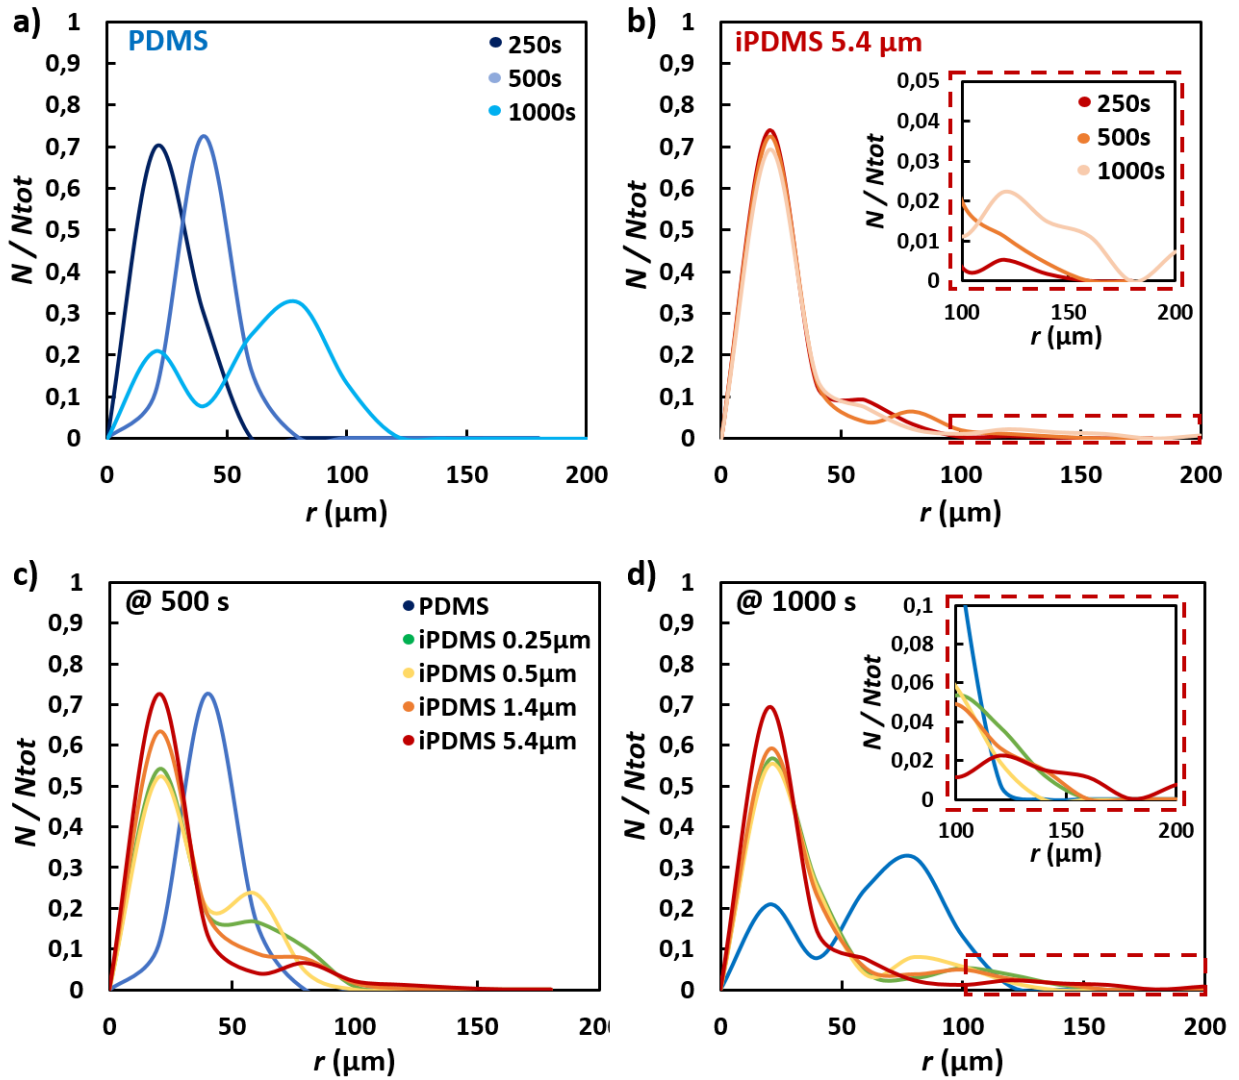 a)
PDMS
250s
500s
1000s
N / Ntot
1
0,9
0,8
0,7
0,6
0,5
0,4
0,3
0,2
0,1
0
0 50 100 150 200
r (μm)
b)
iPDMS 5.4 μm
N / Ntot
1
0,9
0,8
0,7
0,6
0,5
0,4
0,3
0,2
0,1
0
0 50 100 150 200
r (μm)
250s
500s
1000s
N / Ntot
0,05
0,04
0,03
0,02
0,01
0
100 150 200
r (μm)
c)
@ 500 s
PDMS
iPDMS 0.25μm
iPDMS 0.5μm
iPDMS 1.4μm
iPDMS 5.4μm
N / Ntot
1
0,9
0,8
0,7
0,6
0,5
0,4
0,3
0,2
0,1
0
0 50 100 150 200
r (μm)
d)
@ 1000 s
N / Ntot
1
0,9
0,8
0,7
0,6
0,5
0,4
0,3
0,2
0,1
0
0 50 100 150 200
r (μm)
N / Ntot
0,1
0,08
0,06
0,04
0,02
0
100 150 200
r (μm)